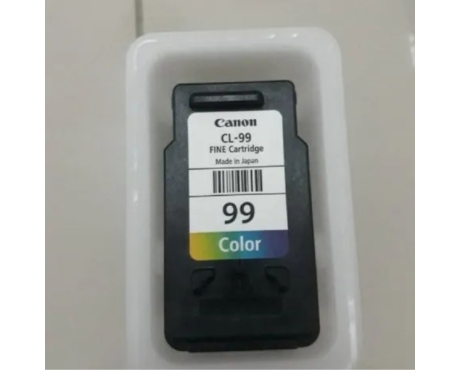 Canon
CL-99
FINE Cartridge
Made in Japan
99
Color